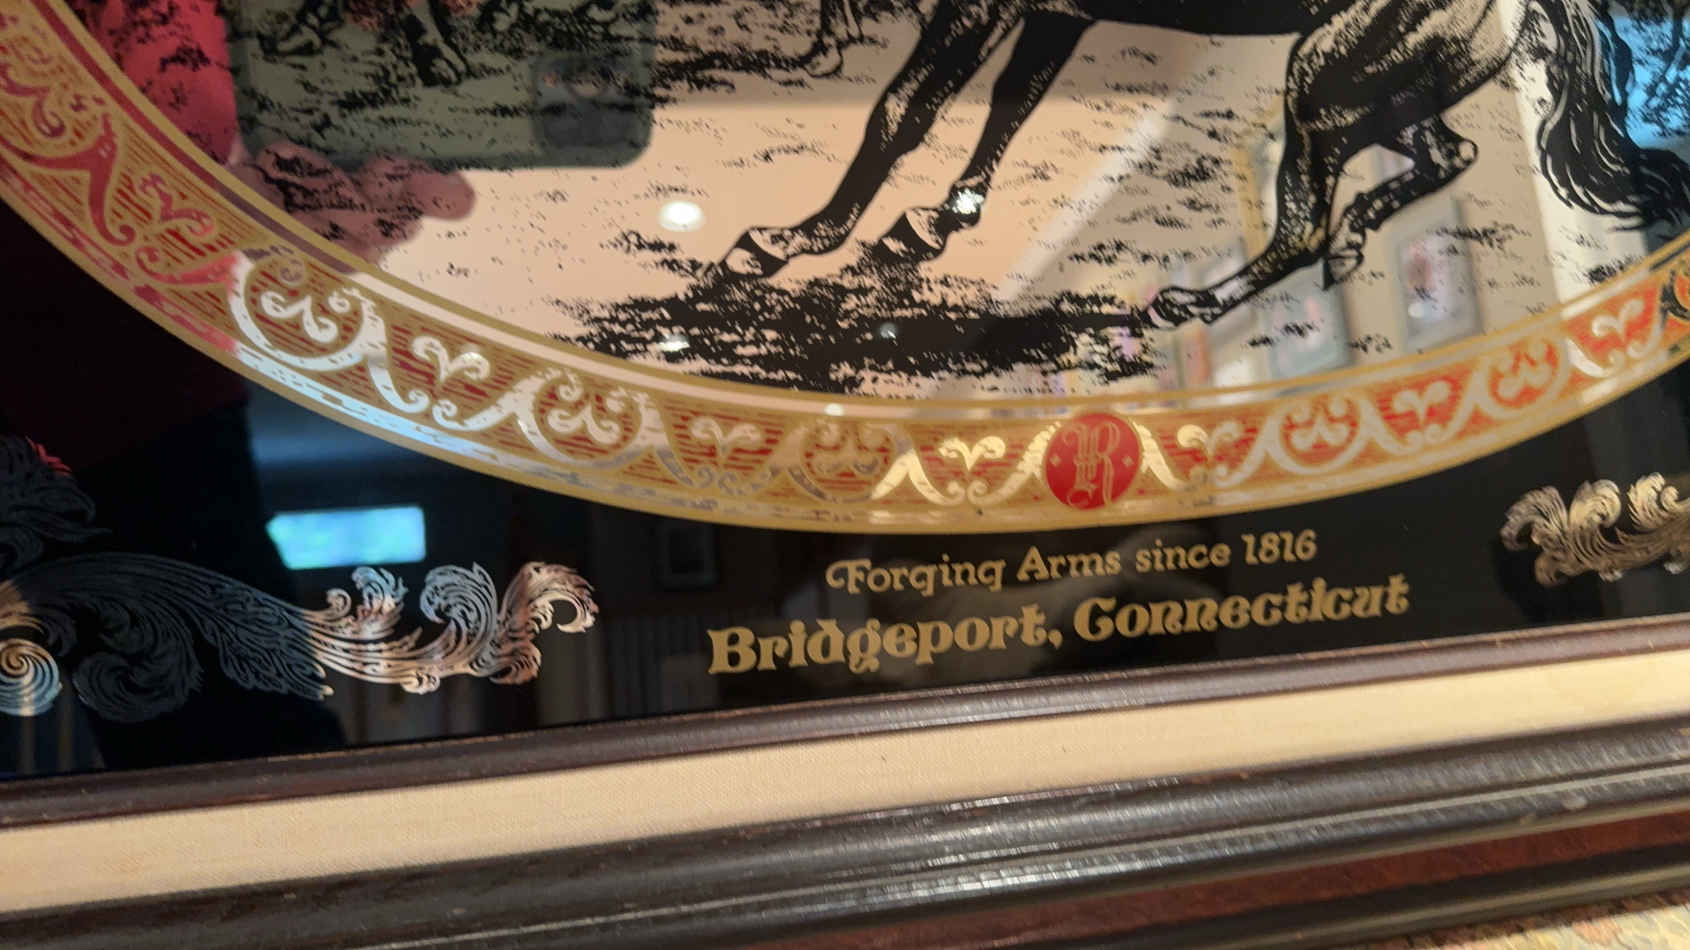 R
Forging Arms since 1816
Bridgeport, Connecticut